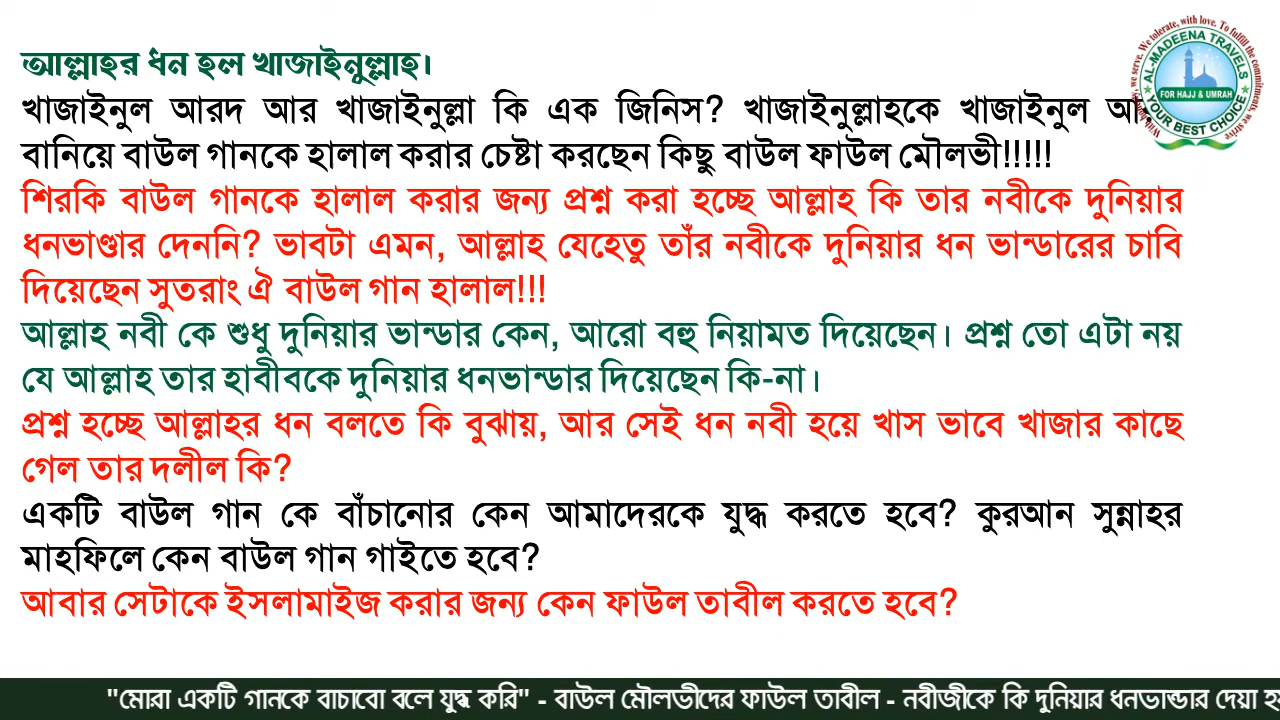 আল্লাহর ধন হল খাজাইনুল্লাহ।
খাজাইনুল আরদ আর খাজাইনুল্লা কি এক জিনিস? খাজাইনুল্লাহকে খাজাইনুল
বানিয়ে বাউল গানকে হালাল করার চেষ্টা করছেন কিছু বাউল ফাউল মৌলভী!!!!!
শিরকি বাউল গানকে হালাল করার জন্য প্রশ্ন করা হচ্ছে আল্লাহ কি তার নবীকে দুনিয়ার
ধনভাণ্ডার দেননি? ভাবটা এমন, আল্লাহ যেহেতু তাঁর নবীকে দুনিয়ার ধন ভান্ডারের চাবি
দিয়েছেন সুতরাং ঐ বাউল গান হালাল!!!
আল্লাহ নবী কে শুধু দুনিয়ার ভান্ডার কেন, আরো বহু নিয়ামত দিয়েছেন। প্রশ্ন তো এটা নয়
যে আল্লাহ তার হাবীবকে দুনিয়ার ধনভান্ডার দিয়েছেন কি-না।
প্রশ্ন হচ্ছে আল্লাহর ধন বলতে কি বুঝায়, আর সেই ধন নবী হয়ে খাস ভাবে খাজার কাছে
গেল তার দলীল কি?
একটি বাউল গান কে বাঁচানোর কেন আমাদেরকে যুদ্ধ করতে হবে? কুরআন সুন্নাহর
মাহফিলে কেন বাউল গান গাইতে হবে?
আবার সেটাকে ইসলামাইজ করার জন্য কেন ফাউল তাবীল করতে হবে?
"মোরা একটি গানকে বাচাবো বলে যুদ্ধ করি" - বাউল মৌলভীদের ফাউল তাবীল - নবীজীকে কি দুনিয়ার ধনভান্ডার দেয়া
AL-MADEENA TRAVELS
FOR HAJJ & UMRAH
YOUR BEST CHOICE